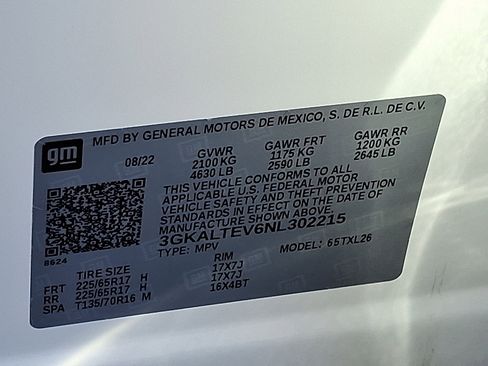 gm
MFD BY GENERAL MOTORS DE MEXICO, S. DE R.L. DE C.V.
08/22 GVWR GAWR FRT GAWR RR
2100 KG 1175 KG 1200 KG
4630 LB 2590 LB 2645 LB
THIS VEHICLE CONFORMS TO ALL
APPLICABLE U.S. FEDERAL MOTOR
VEHICLE SAFETY AND THEFT PREVENTION
STANDARDS IN EFFECT ON THE DATE OF
MANUFACTURE SHOWN ABOVE
3GKALTEV6NL302215
8624 TYPE: MPV MODEL: 65TXL26
TIRE SIZE RIM
FRT 225/65R17 H 17X7J
RR 225/65R17 H 17X7J
SPA T135/70R16 M 16X4BT